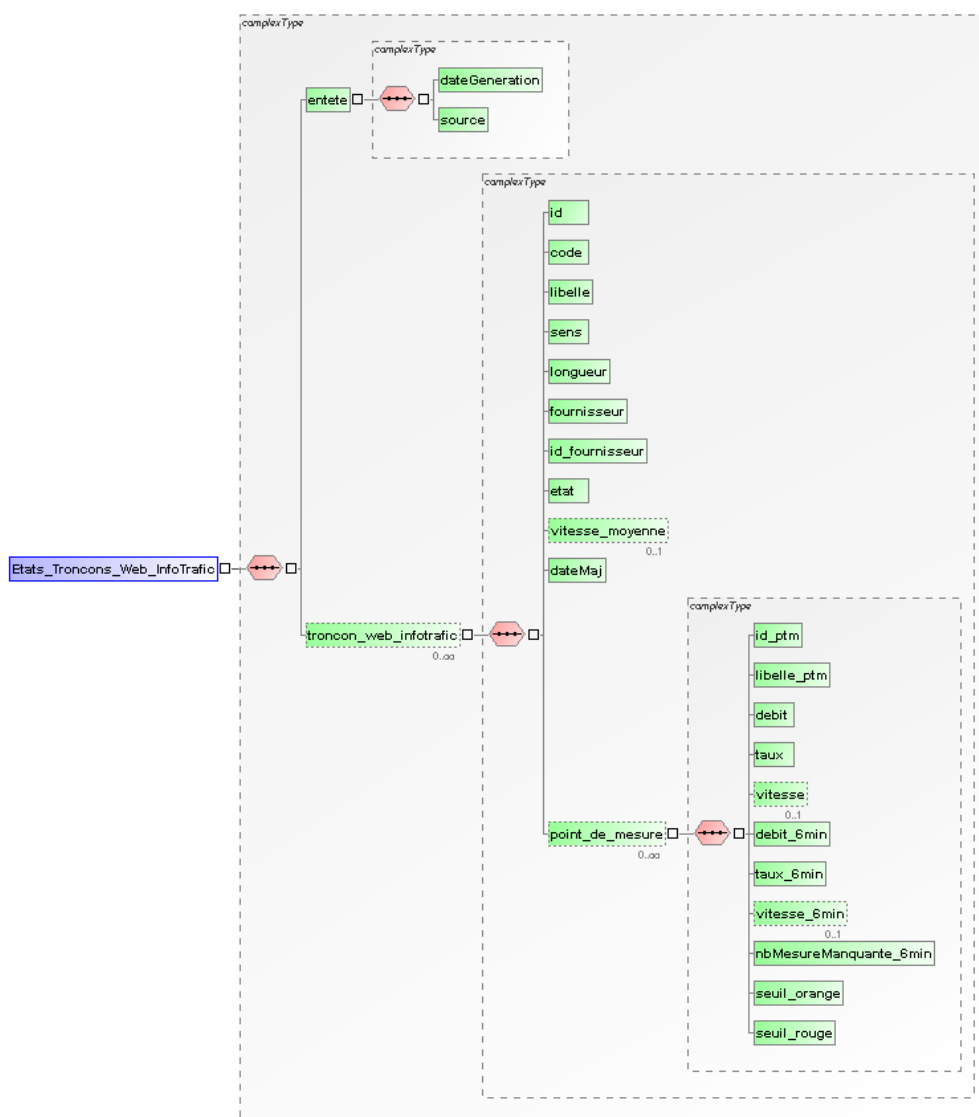 complexType
complexType
dateGeneration
entete
source
complexType
id
code
libelle
sens
longueur
fournisseur
id_fournisseur
etat
vitesse_moyenne
0..1
Etats_Troncons_Web_InfoTrafic
dateMaj
complexType
troncon_web_infotrafic
0..∞
id_ptm
libelle_ptm
debit
taux
vitesse
0..1
point_de_mesure
0..∞
debit_6min
taux_6min
vitesse_6min
0..1
nbMesureManquante_6min
seuil_orange
seuil_rouge